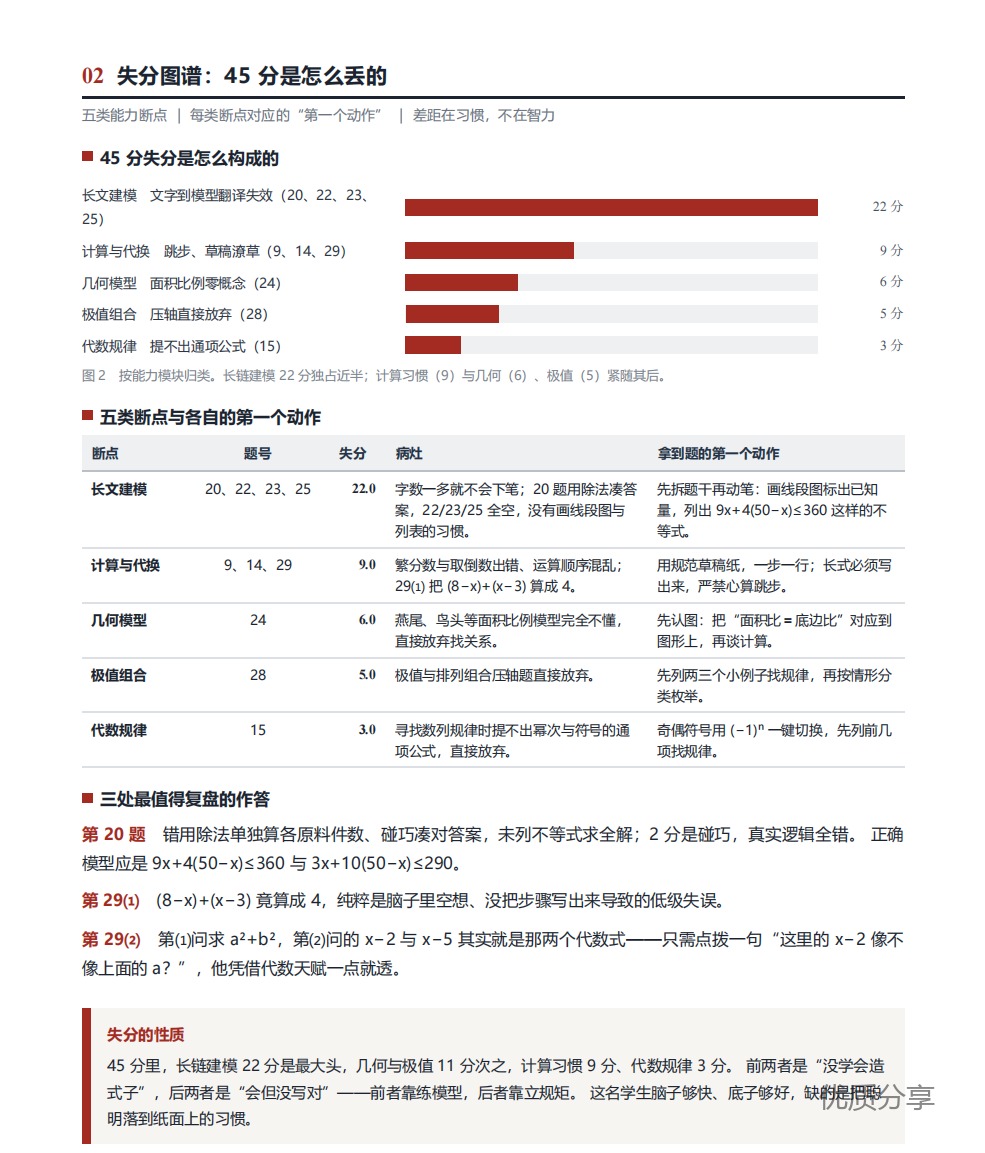 02 失分图谱：45 分是怎么丢的
五类能力断点 | 每类断点对应的“第一个动作” | 差距在习惯，不在智力
45 分失分是怎么构成的
长文建模 文字到模型翻译失效（20、22、23、
25）
22 分
计算与代换 跳步、草稿潦草（9、14、29）
9 分
几何模型 面积比例零概念（24）
6 分
极值组合 压轴直接放弃（28）
5 分
代数规律 提不出通项公式（15）
3 分
图 2 按能力模块归类。长链建模 22 分独占近半；计算习惯（9）与几何（6）、极值（5）紧随其后。
五类断点与各自的第一个动作
断点 题号 失分 病灶 拿到题的第一个动作
长文建模 20、22、23、25 22.0 字数一多就不会下笔；20 题用除法凑答 先拆题干再动笔：画线段图标出已知
案，22/23/25 全空，没有画线段图与 量，列出 9x+4(50−x)≤360 这样的不
列表的习惯。 等式。
计算与代换 9、14、29 9.0 繁分数与取倒数出错、运算顺序混乱； 用规范草稿纸，一步一行；长式必须写
29⑴ 把 (8−x)+(x−3) 算成 4。 出来，严禁心算跳步。
几何模型 24 6.0 燕尾、鸟头等面积比例模型完全不懂， 先认图：把“面积比 = 底边比”对应到
直接放弃找关系。 图形上，再谈计算。
极值组合 28 5.0 极值与排列组合压轴题直接放弃。 先列两三个小例子找规律，再按情形分
类枚举。
代数规律 15 3.0 寻找数列规律时提不出幂次与符号的通 奇偶符号用 (−1)ⁿ 一键切换，先列前几
项公式，直接放弃。 项找规律。
三处最值得复盘的作答
第 20 题 错用除法单独算各原料件数、碰巧凑对答案，未列不等式求全解；2 分是碰巧，真实逻辑全错。 正确
模型应是 9x+4(50−x)≤360 与 3x+10(50−x)≤290。
第 29⑴ (8−x)+(x−3) 竟算成 4，纯粹是脑子里空想、没把步骤写出来导致的低级失误。
第 29⑵ 第⑴问求 a²+b²，第⑵问的 x−2 与 x−5 其实就是那两个代数式——只需点拨一句“这里的 x−2 像不
像上面的 a？”，他凭借代数天赋一点就透。
失分的性质
45 分里，长链建模 22 分是最大头，几何与极值 11 分次之，计算习惯 9 分、代数规律 3 分。 前两者是“没学会造
式子”，后两者是“会但没写对”——前者靠练模型，后者靠立规矩。 这名学生脑子够快、底子够好，缺的是把聪
明落到纸面上的习惯。
优质分享